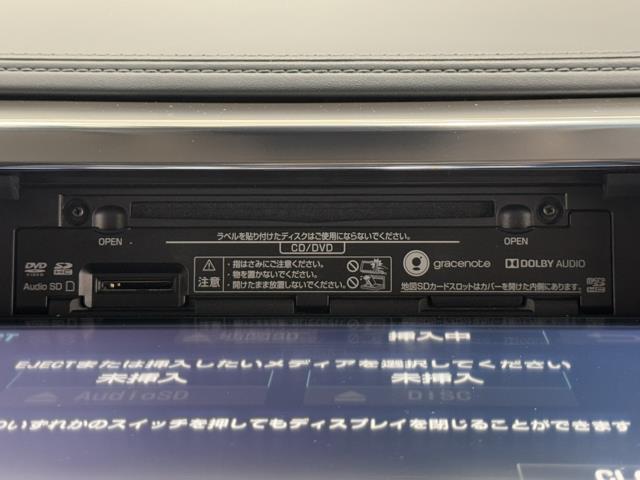 ラベルを貼り付けたディスクはご使用にならないでください。
OPEN
CD/DVD
OPEN
DVD VIDEO
SD HC
Audio SD
注意
・指はさみにご注意ください。
・物を置かないでください。
・開けたまま放置しないでください。
gracenote
DOLBY AUDIO
地図SDカードスロットはカバーを開けた内側にあります。
挿入中
EJECTまたは挿入したいメディアを選択してください
未挿入
未挿入
AudioSD
DISC
いずれかのスイッチを押してもディスプレイを閉じることができます